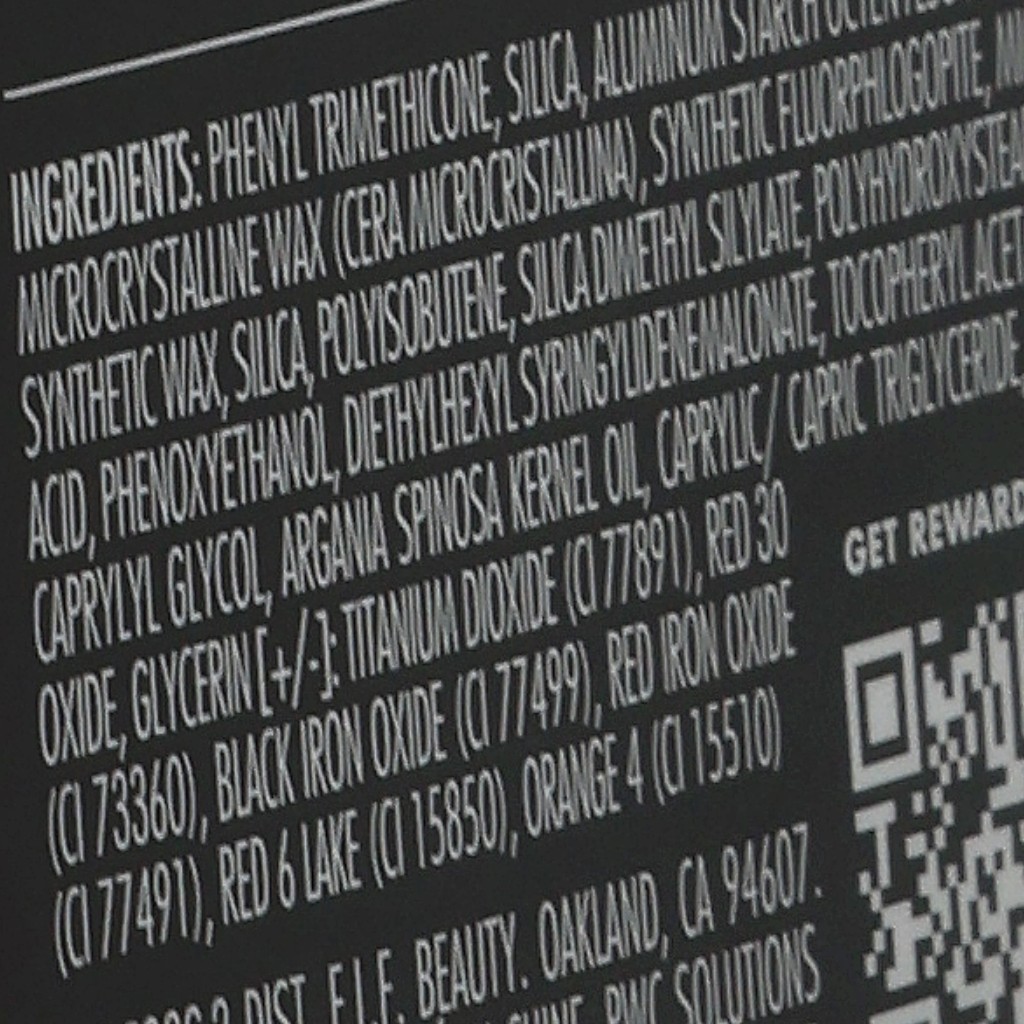 INGREDIENTS: PHENYL TRIMETHICONE, SILICA, ALUMINUM STARCH
MICROCRYSTALLINE WAX (CERA MICROCRISTALLINA), SYNTHETIC FLUORPHLOGOPITE,
SYNTHETIC WAX, SILICA, POLYISOBUTENE, SILICA DIMETHYL SILYLATE,
ACID, PHENOXYETHANOL, DIETHYLHEXYL SYRINGYLIDENEMALONATE, TOCOPHERYL
CAPRYLYL GLYCOL, ARGANIA SPINOSA KERNEL OIL, CAPRYLIC/ CAPRIC TRIGLYCERIDE,
OXIDE, GLYCERIN [+/-]: TITANIUM DIOXIDE (CI 77891), RED 30
(CI 73360), BLACK IRON OXIDE (CI 77499), RED IRON OXIDE
(CI 77491), RED 6 LAKE (CI 15850), ORANGE 4 (CI 15510)
GET
DIST. E.L.F. BEAUTY. OAKLAND, CA 94607.
SOLUTIONS